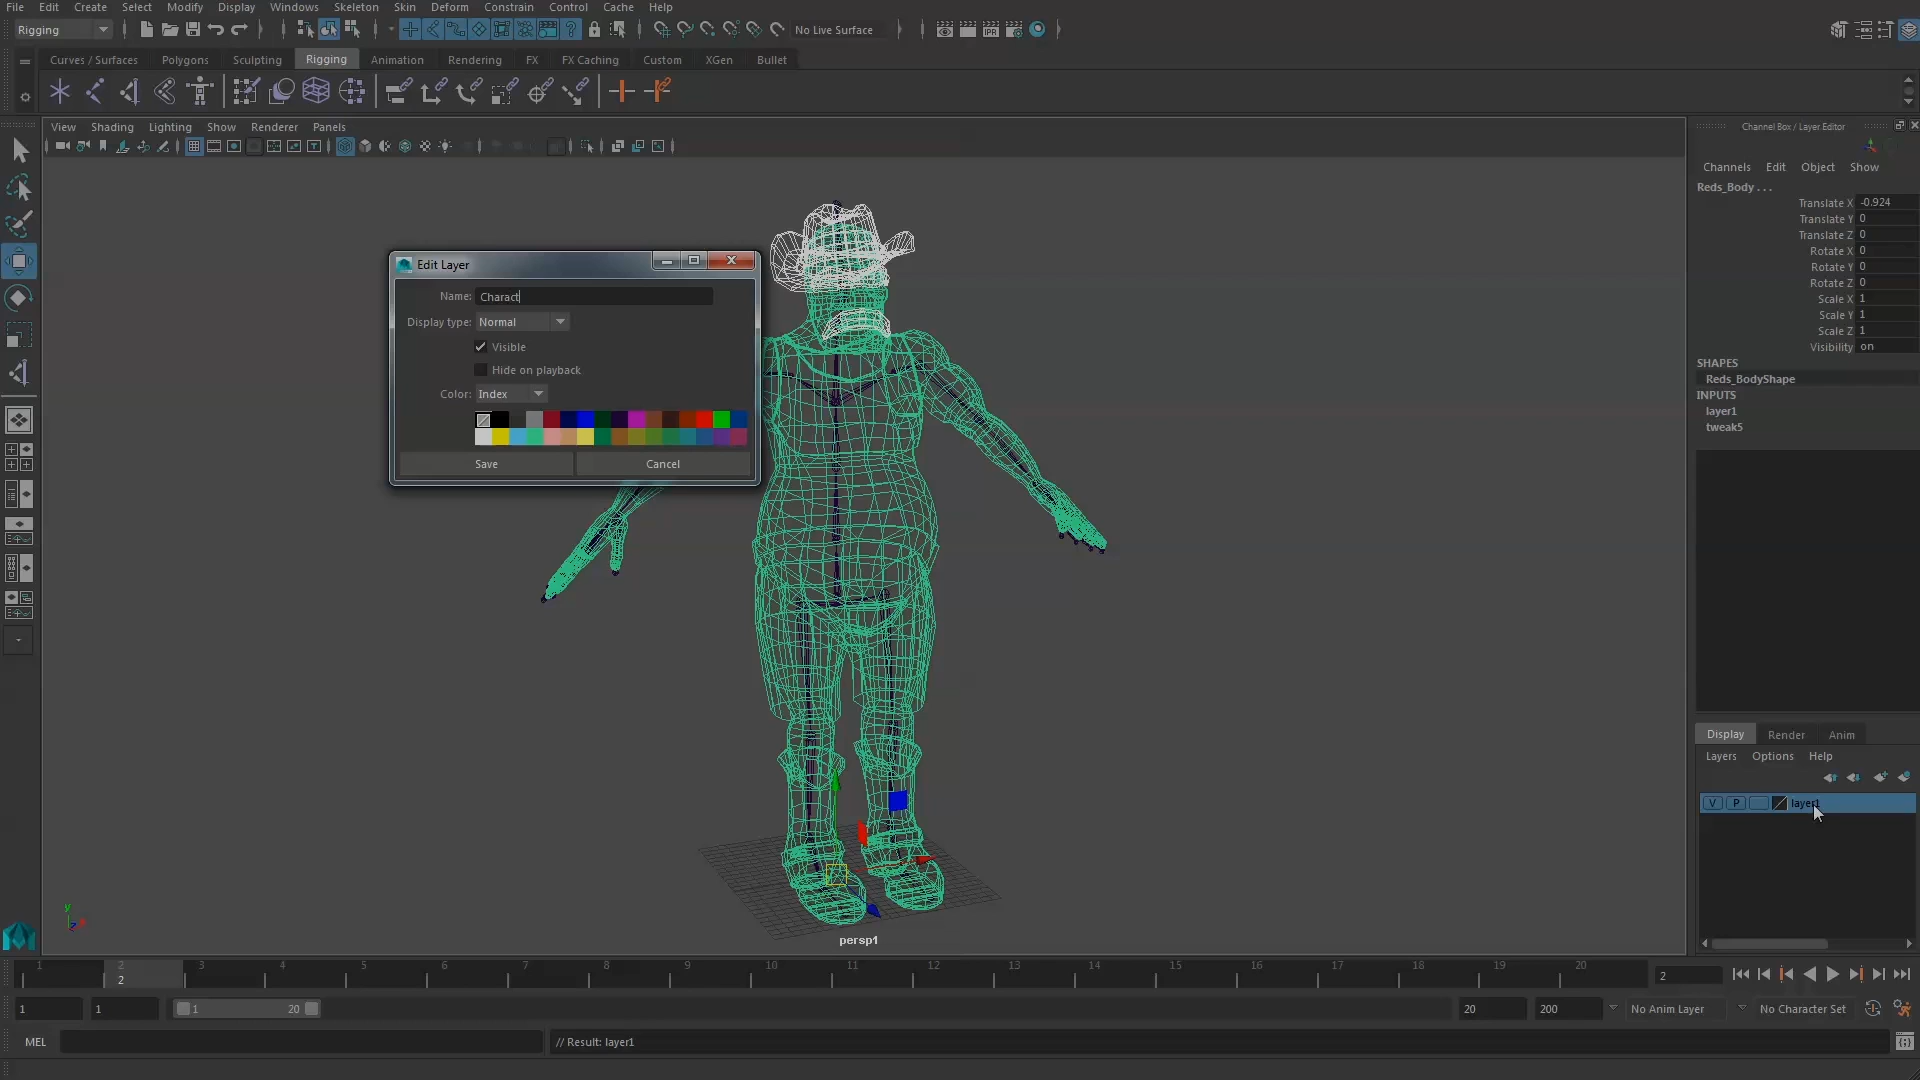 File Edit Create Select Modify Display Windows Skeleton Skin Deform Constrain Control Cache Help
Rigging No Live Surface
Curves / Surfaces Polygons Sculpting Rigging Animation Rendering FX FX Caching Custom XGen Bullet
View Shading Lighting Show Renderer Panels
Channel Box / Layer Editor
Channels Edit Object Show
Reds_Body . . .
Translate X -0.924
Translate Y 0
Translate Z 0
Rotate X 0
Rotate Y 0
Rotate Z 0
Scale X 1
Scale Y 1
Scale Z 1
Visibility on
SHAPES
Reds_BodyShape
INPUTS
layer1
tweak5
Edit Layer
Name: Charact
Display type: Normal
Visible
Hide on playback
Color: Index
Save Cancel
Display Render Anim
Layers Options Help
V P layer1
y
z
persp1
1 2 3 4 5 6 7 8 9 10 11 12 13 14 15 16 17 18 19 20
2 2
1 1 1 20 20 200 No Anim Layer No Character Set
MEL // Result: layer1